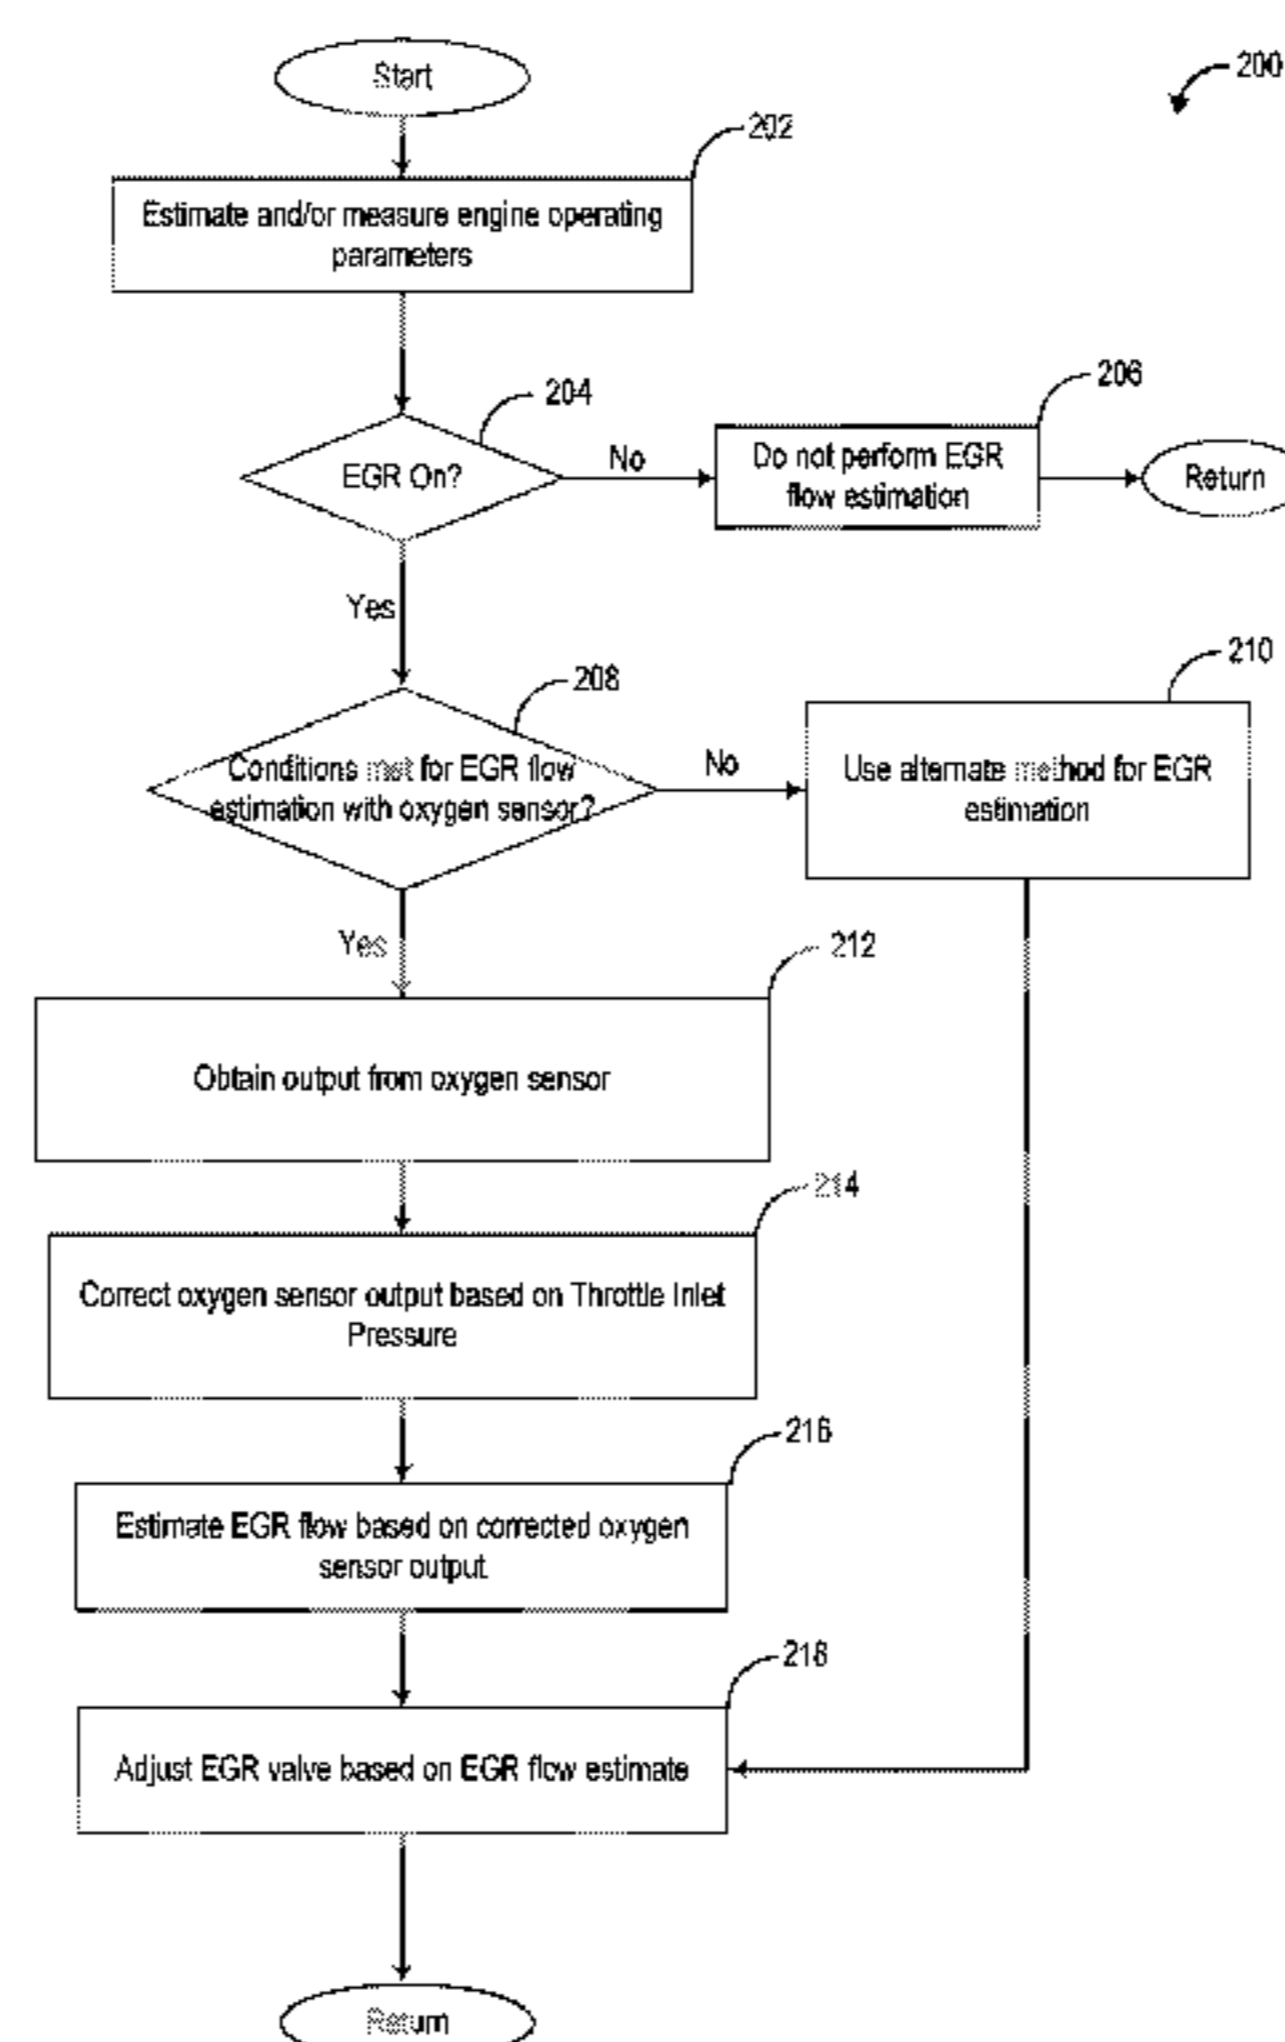 Start
200
202
Estimate and/or measure engine operating
parameters
204
EGR On?
No
206
Do not perform EGR
flow estimation
Return
Yes
208
Conditions met for EGR flow
estimation with oxygen sensor?
No
210
Use alternate method for EGR
estimation
Yes
212
Obtain output from oxygen sensor
214
Correct oxygen sensor output based on Throttle Inlet
Pressure
216
Estimate EGR flow based on corrected oxygen
sensor output
218
Adjust EGR valve based on EGR flow estimate
Return